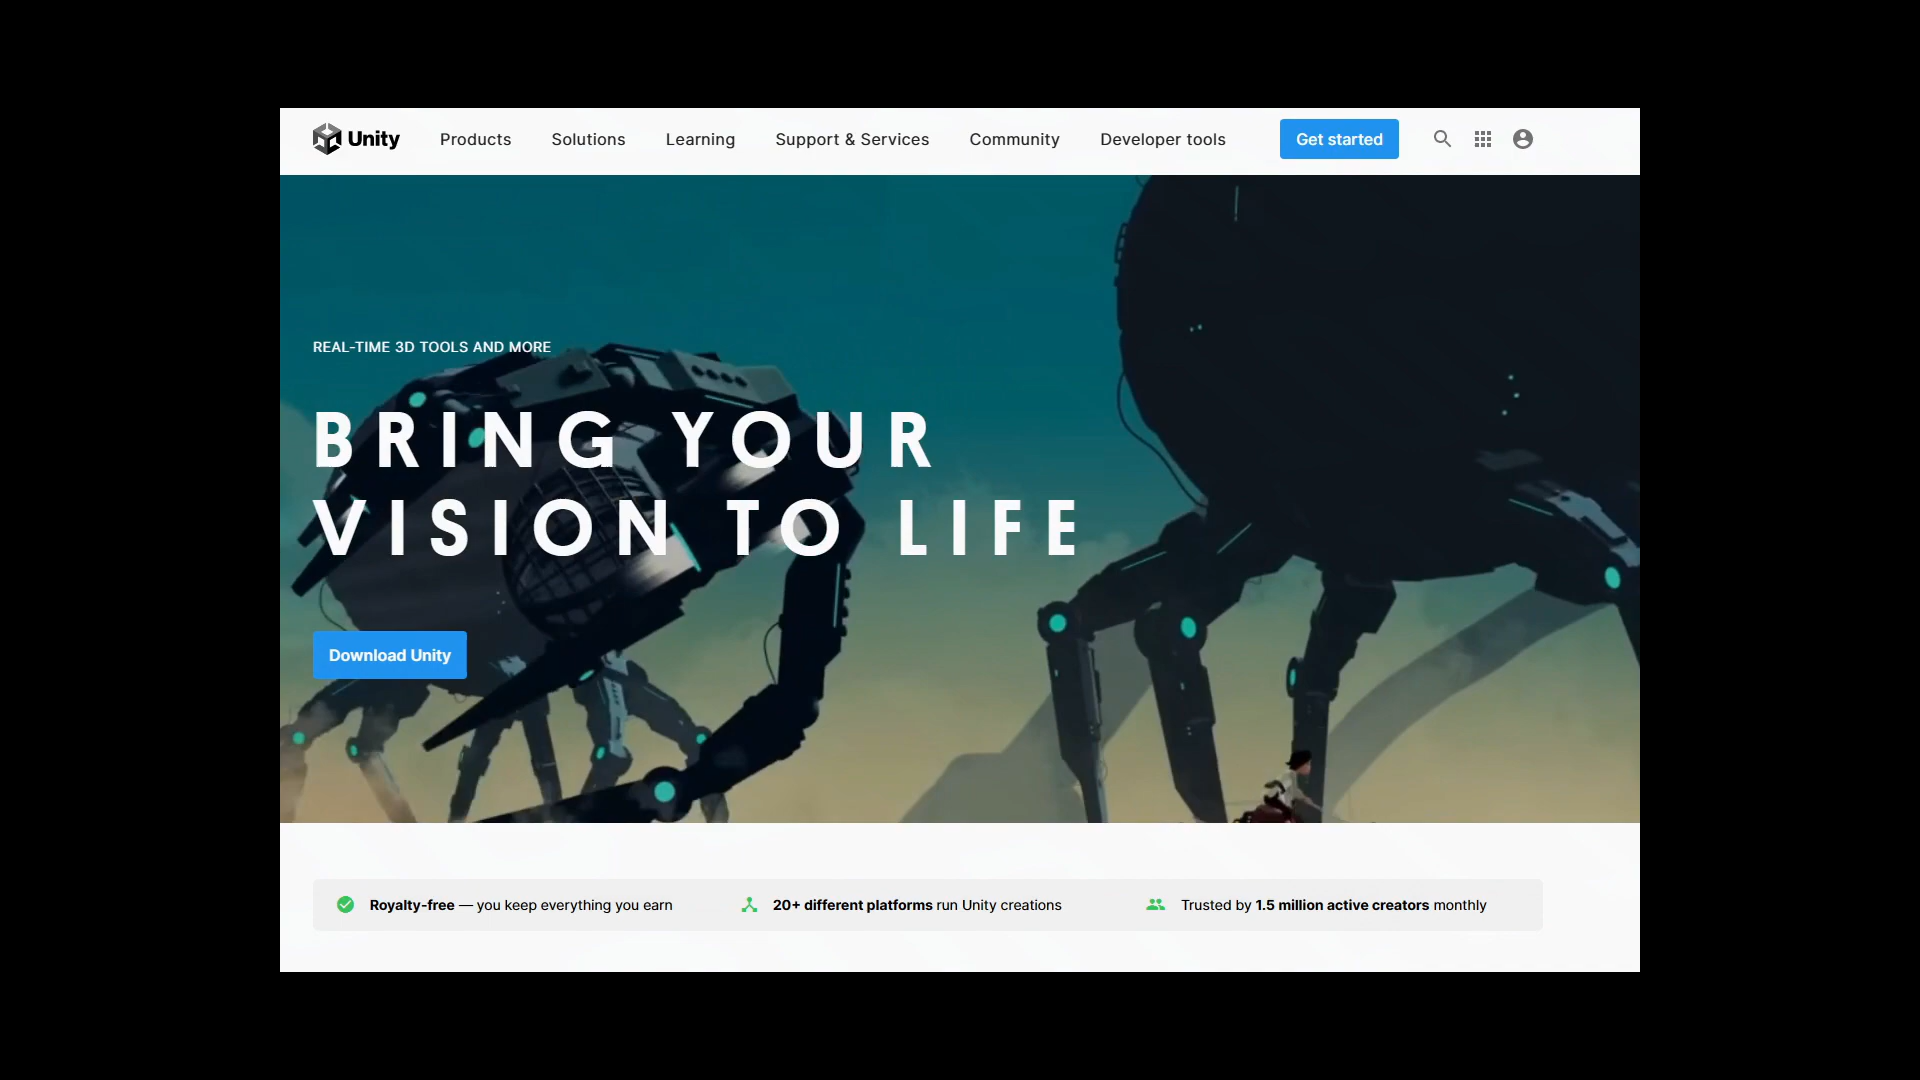 Unity Products Solutions Learning Support & Services Community Developer tools Get started
REAL-TIME 3D TOOLS AND MORE
BRING YOUR
VISION TO LIFE
Download Unity
Royalty-free — you keep everything you earn
20+ different platforms run Unity creations
Trusted by 1.5 million active creators monthly